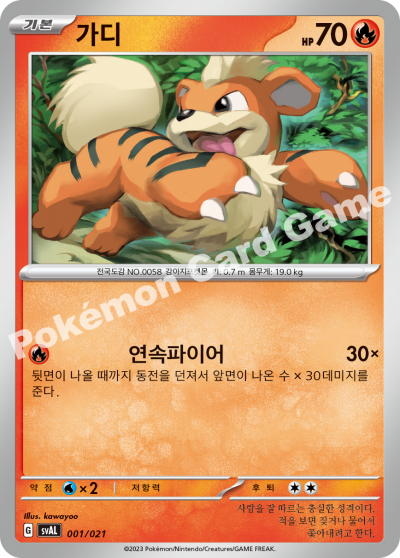 기본 가디 HP 70
전국도감 NO.0058 강아지포켓몬 키: 0.7 m 몸무게: 19.0 kg
Pokémon Card Game
연속파이어 30×
뒷면이 나올 때까지 동전을 던져서 앞면이 나온 수 × 30데미지를
준다.
약점 ×2 저항력 후퇴
Illus. kawayoo
G svAL 001/021
사람을 잘 따르는 충실한 성격이다.
적을 보면 짖거나 물어서
쫓아내려고 한다.
©2023 Pokémon/Nintendo/Creatures/GAME FREAK.